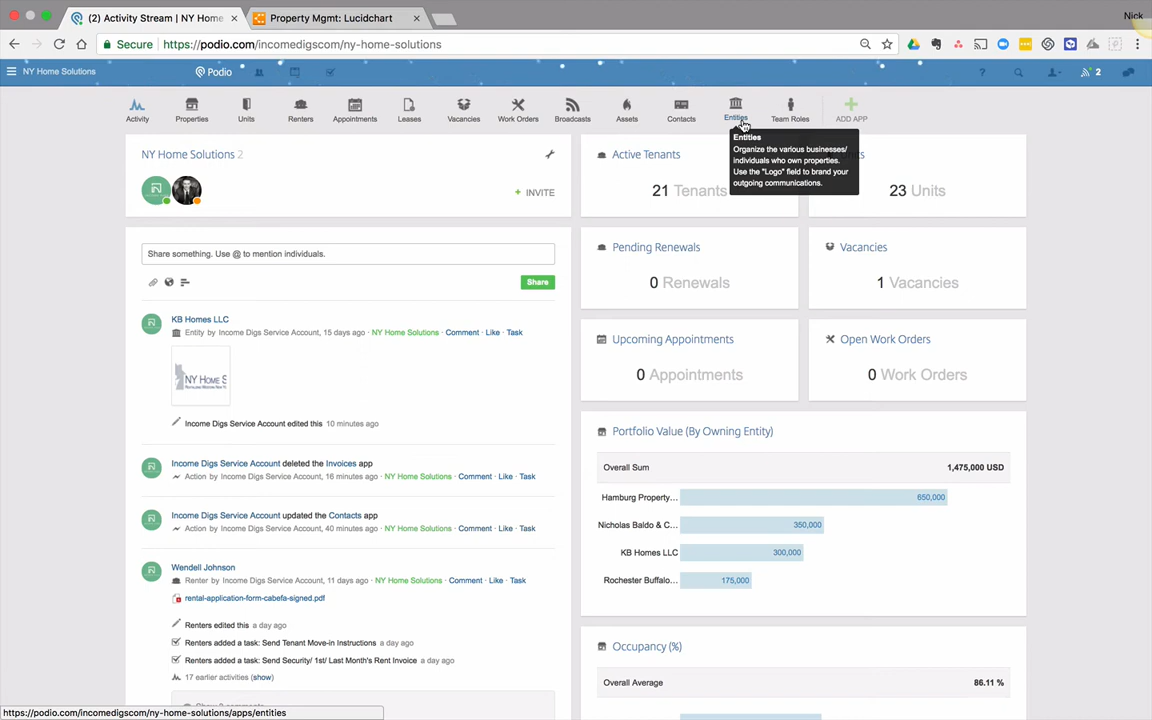 (2) Activity Stream | NY Home
Property Mgmt: Lucidchart
Nick
Secure
https://podio.com/incomedigscom/ny-home-solutions
NY Home Solutions
Podio
?
2
Activity
Properties
Units
Renters
Appointments
Leases
Vacancies
Work Orders
Broadcasts
Assets
Contacts
Entities
Team Roles
ADD APP
Entities
Organize the various businesses/
individuals who own properties.
Use the "Logo" field to brand your
outgoing communications.
NY Home Solutions 2
+ INVITE
Active Tenants
21 Tenants
23 Units
Share something. Use @ to mention individuals.
Share
Pending Renewals
0 Renewals
Vacancies
1 Vacancies
KB Homes LLC
Entity by Income Digs Service Account, 15 days ago · NY Home Solutions · Comment · Like · Task
NY HOME S
Income Digs Service Account edited this 10 minutes ago
Upcoming Appointments
0 Appointments
Open Work Orders
0 Work Orders
Income Digs Service Account deleted the Invoices app
Action by Income Digs Service Account, 16 minutes ago · NY Home Solutions · Comment · Like · Task
Income Digs Service Account updated the Contacts app
Action by Income Digs Service Account, 40 minutes ago · NY Home Solutions · Comment · Like · Task
Wendell Johnson
Renter by Income Digs Service Account, 11 days ago · NY Home Solutions · Comment · Like · Task
rental-application-form-cabefa-signed.pdf
Renters edited this a day ago
Renters added a task: Send Tenant Move-in Instructions a day ago
Renters added a task: Send Security/ 1st/ Last Month's Rent Invoice a day ago
17 earlier activities (show)
Portfolio Value (By Owning Entity)
Overall Sum 1,475,000 USD
Hamburg Property... 650,000
Nicholas Baldo & C... 350,000
KB Homes LLC 300,000
Rochester Buffalo... 175,000
Occupancy (%)
Overall Average 86.11 %
https://podio.com/incomedigscom/ny-home-solutions/apps/entities